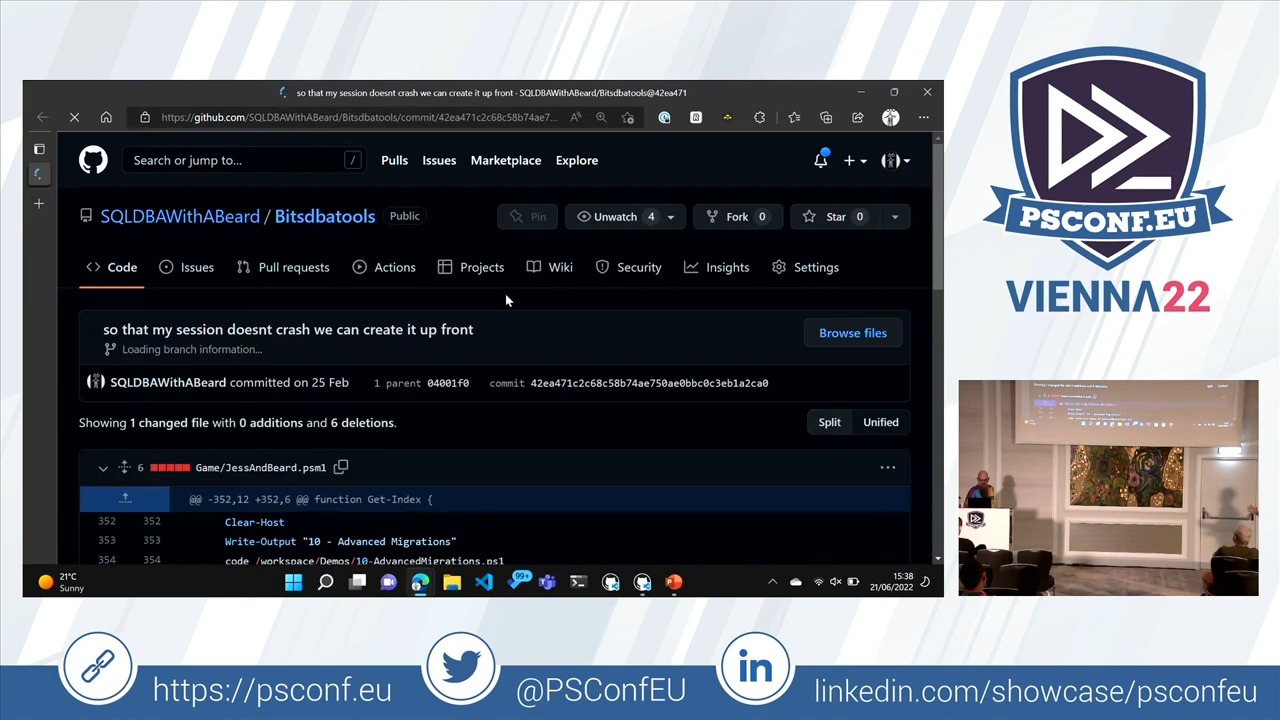 so that my session doesnt crash we can create it up front · SQLDBAWithABeard/Bitsdbatools@42ea471
https://github.com/SQLDBAWithABeard/Bitsdbatools/commit/42ea471c2c68c58b74ae7...
Search or jump to... /
Pulls Issues Marketplace Explore
SQLDBAWithABeard / Bitsdbatools Public
Pin Unwatch 4 Fork 0 Star 0
Code Issues Pull requests Actions Projects Wiki Security Insights Settings
so that my session doesnt crash we can create it up front
Browse files
Loading branch information...
SQLDBAWithABeard committed on 25 Feb 1 parent 04001f0 commit 42ea471c2c68c58b74ae750ae0bbc0c3eb1a2ca0
Showing 1 changed file with 0 additions and 6 deletions.
Split Unified
6 Game/JessAndBeard.psm1
@@ -352,12 +352,6 @@ function Get-Index {
352 352 Clear-Host
353 353 Write-Output "10 - Advanced Migrations"
354 354 code /workspace/Demos/10-AdvancedMigrations.ps1
21°C
Sunny
99+
15:38
21/06/2022
PSCONF.EU
VIENNA22
https://psconf.eu
@PSConfEU
in
linkedin.com/showcase/psconfeu